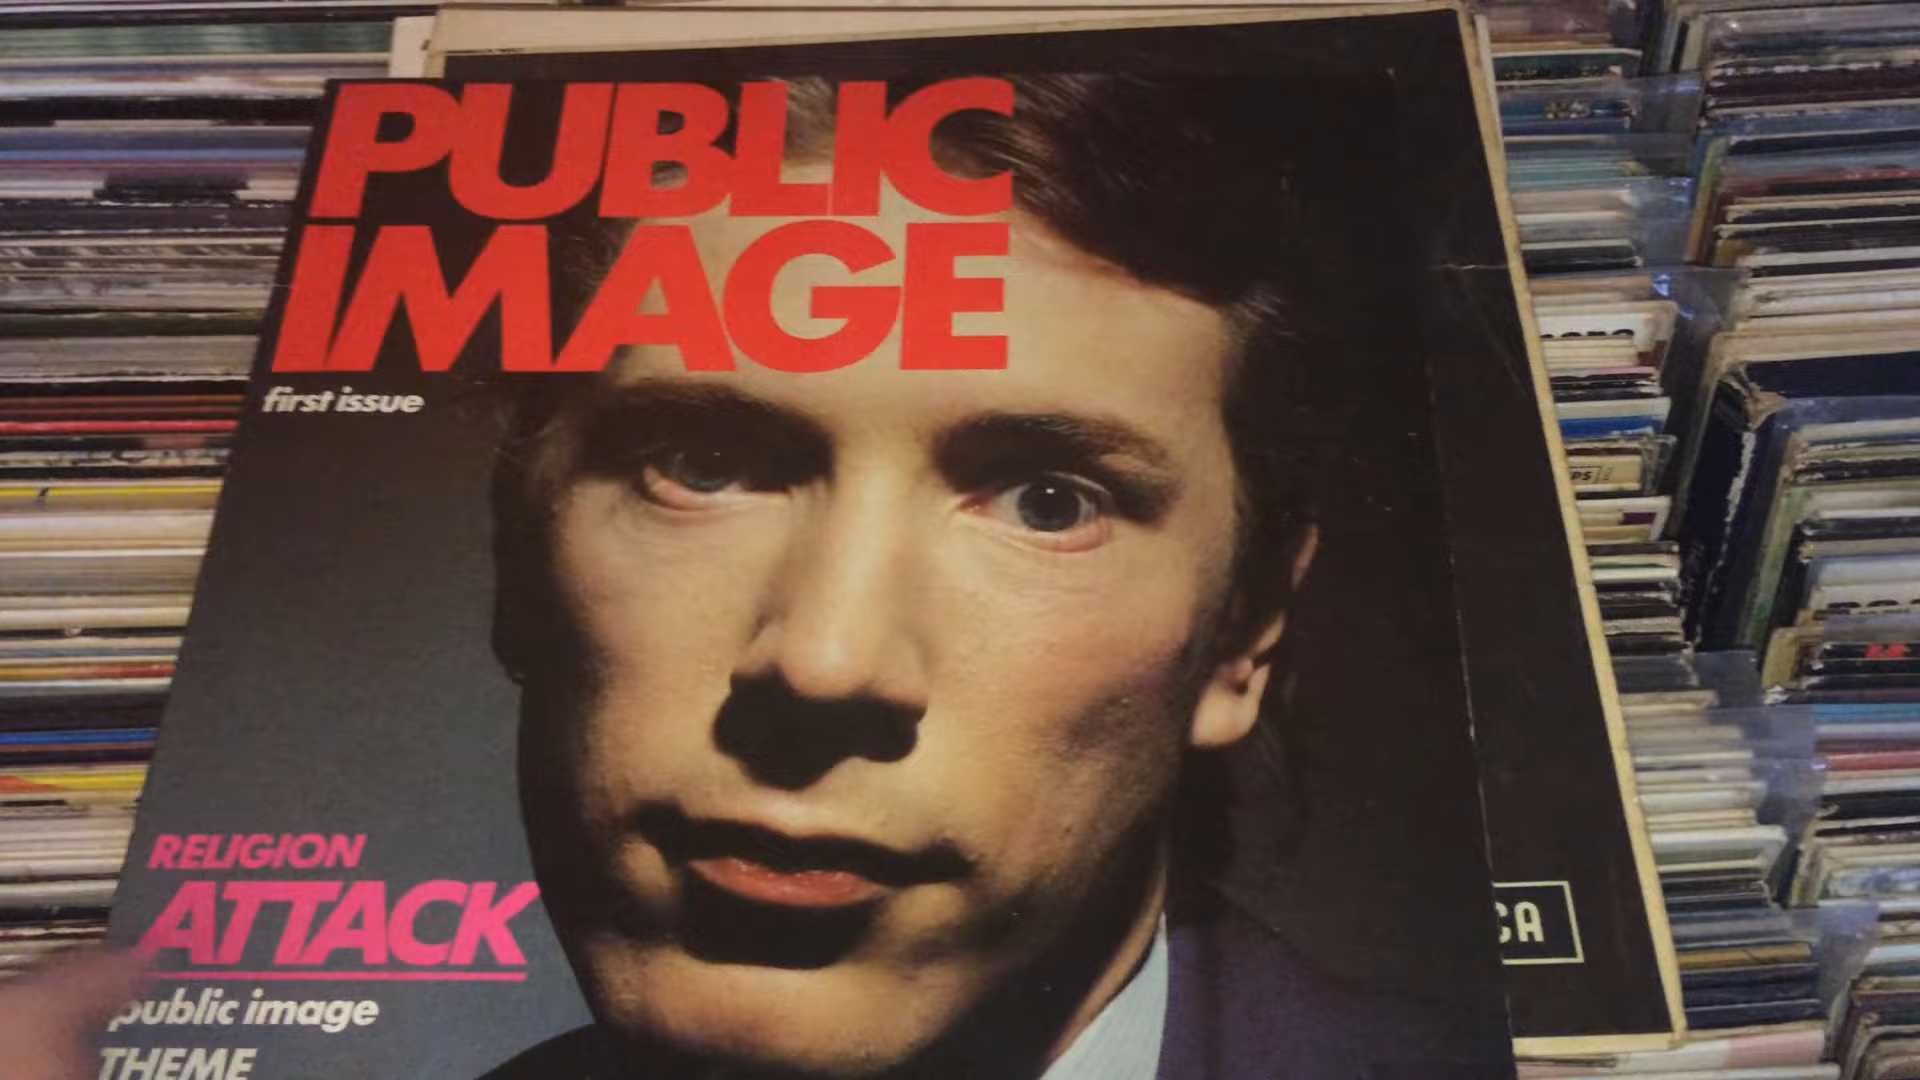 PUBLIC
IMAGE
first issue
RELIGION
ATTACK
public image
THEME
CA